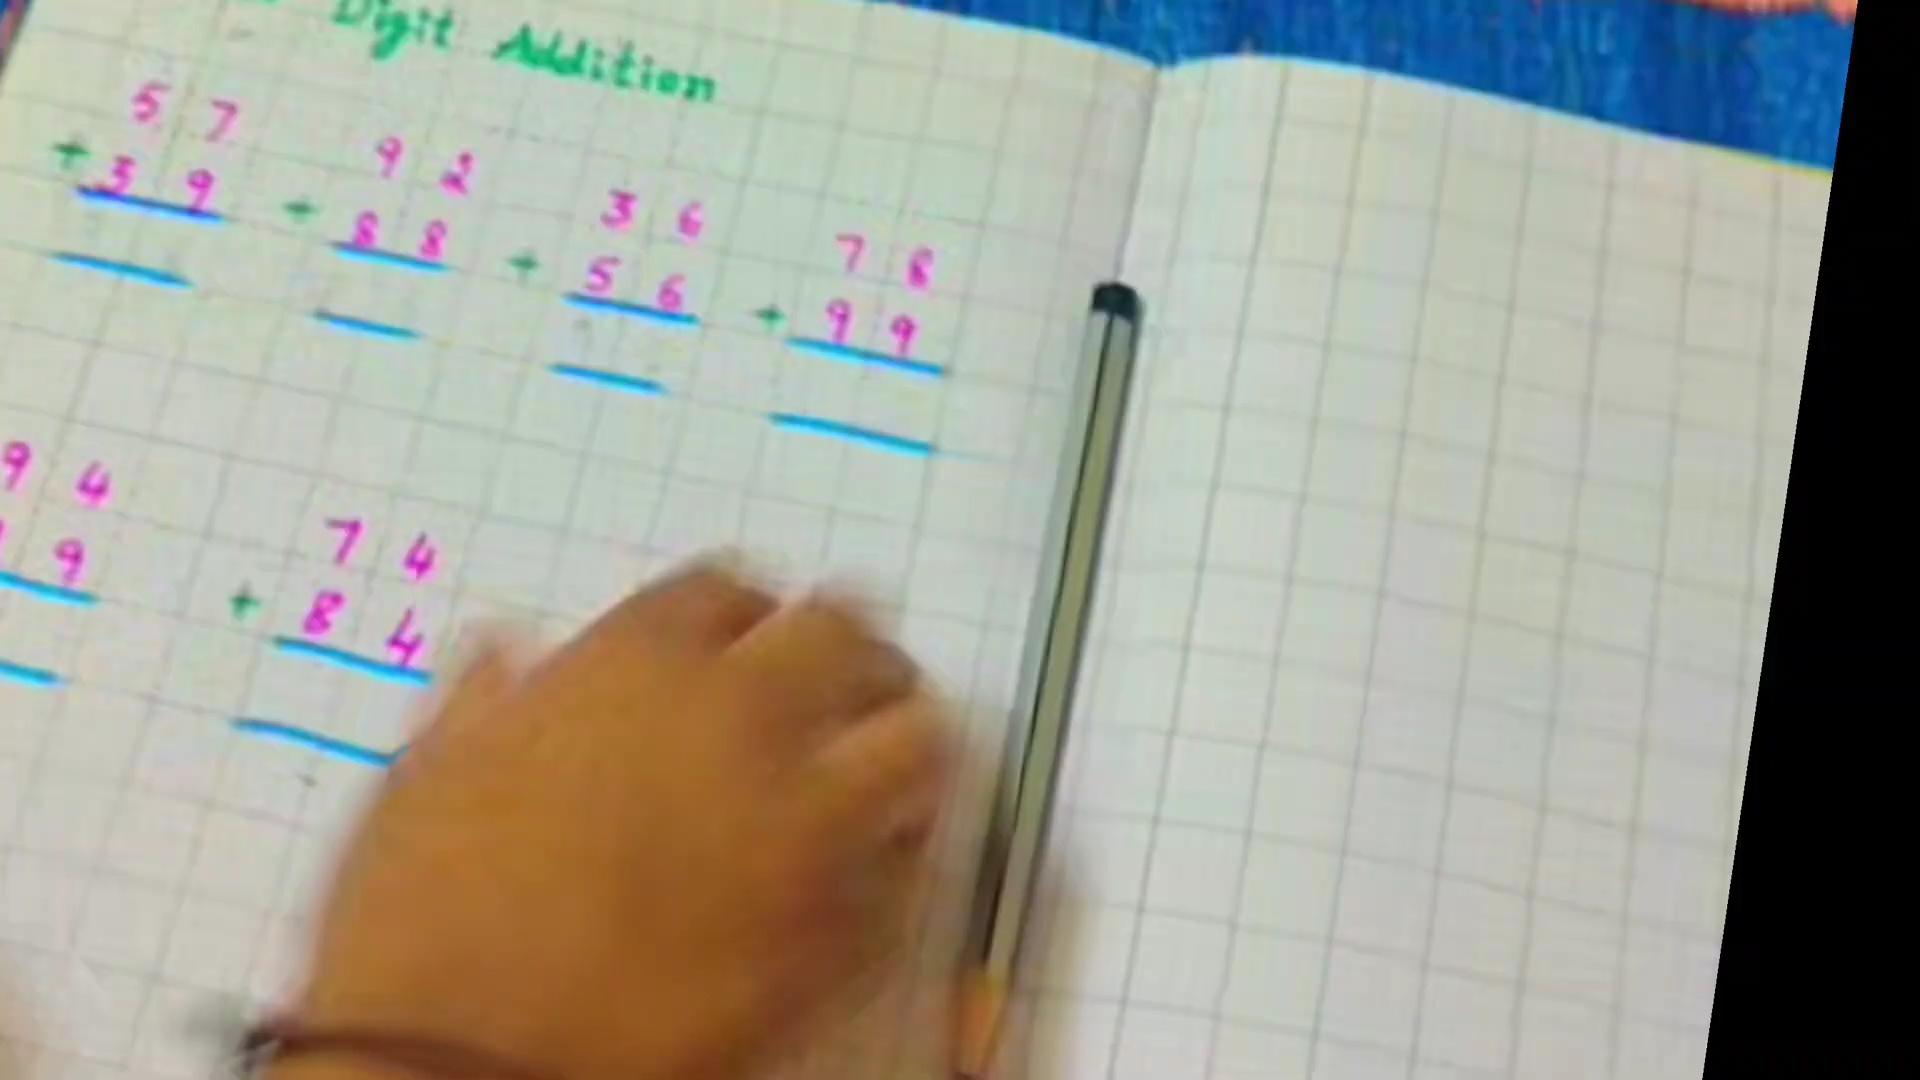 Digit Addition
5 7 9 2 3 6 7 8
+ 3 9 + 8 8 + 5 6 + 9 9
9 4 7 4
9 + 8 4